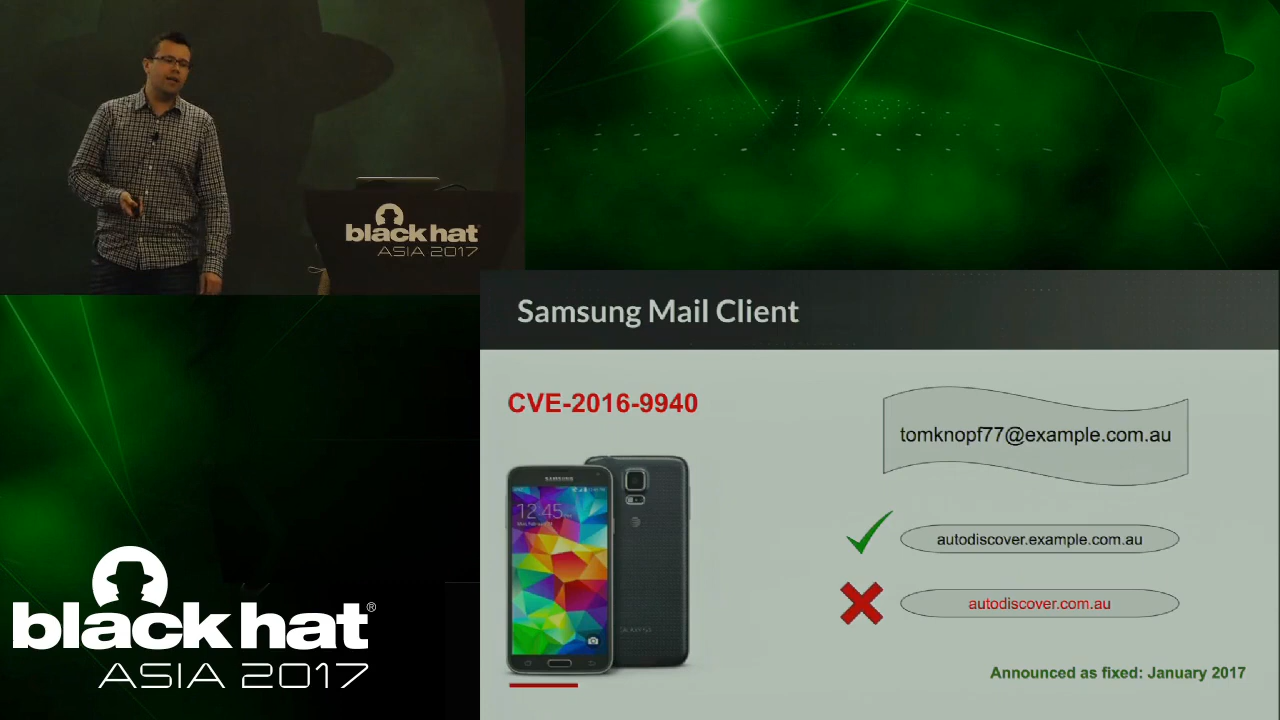 black hat
ASIA 2017
Samsung Mail Client
CVE-2016-9940
tomknopf77@example.com.au
SAMSUNG
12:45
autodiscover.example.com.au
autodiscover.com.au
Announced as fixed: January 2017
black hat®
ASIA 2017